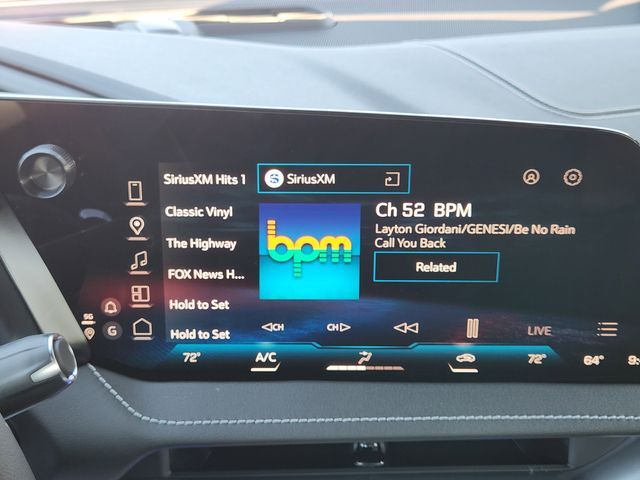 SiriusXM Hits 1
SiriusXM
Classic Vinyl
Ch 52 BPM
Layton Giordani/GENESI/Be No Rain
Call You Back
The Highway
bpm
Related
FOX News H...
Hold to Set
Hold to Set
5G
G
CH
CH
LIVE
72°
A/C
72°
64°